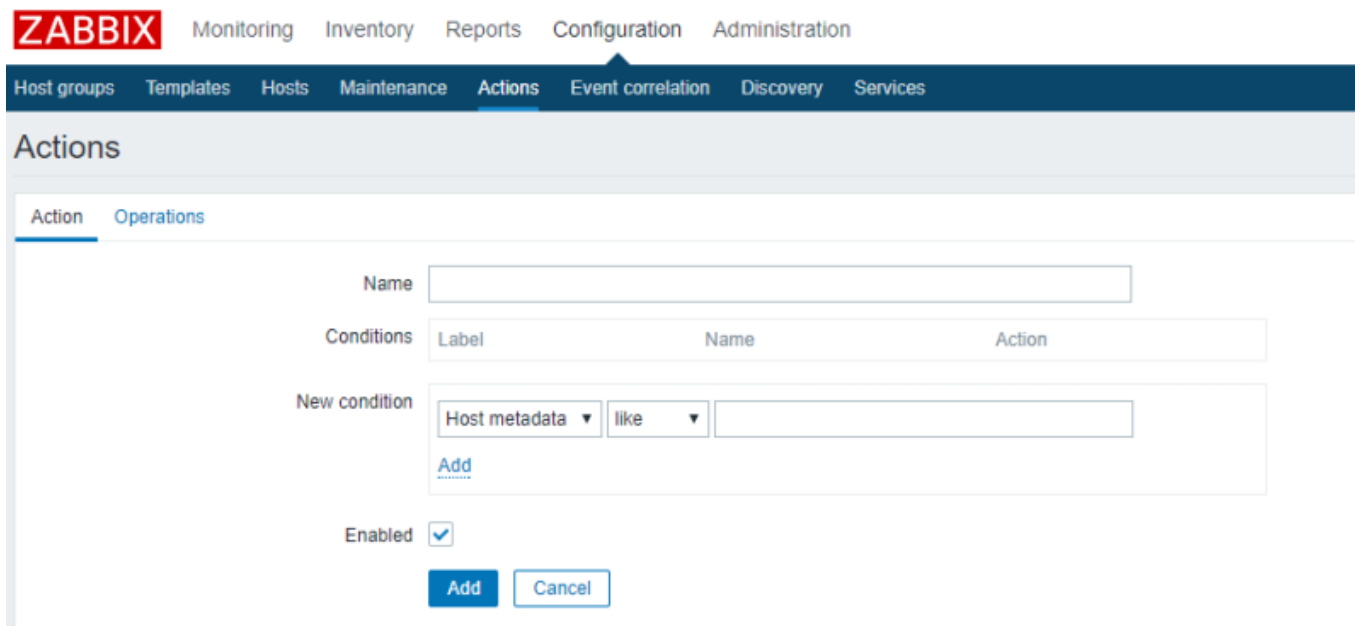 ZABBIX Monitoring Inventory Reports Configuration Administration
Host groups Templates Hosts Maintenance Actions Event correlation Discovery Services
Actions
Action Operations
Name
Conditions Label Name Action
New condition
Host metadata like
Add
Enabled
Add Cancel